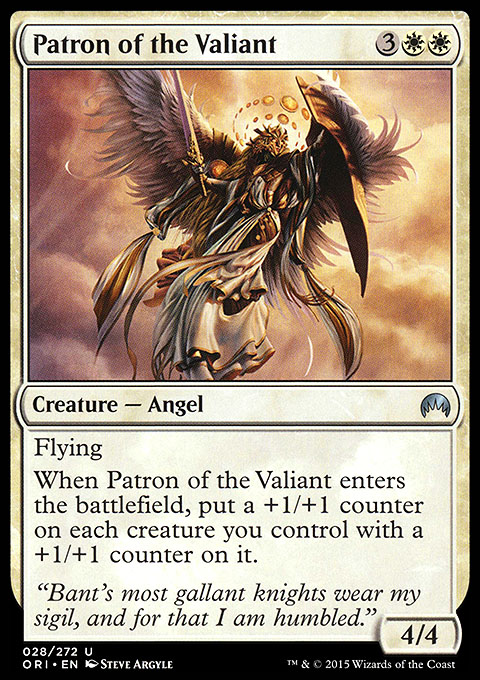 Patron of the Valiant 3
Creature — Angel
Flying
When Patron of the Valiant enters
the battlefield, put a +1/+1 counter
on each creature you control with a
+1/+1 counter on it.
“Bant’s most gallant knights wear my
sigil, and for that I am humbled.”
4/4
028/272 U
ORI • EN STEVE ARGYLE
™ & © 2015 Wizards of the Coast